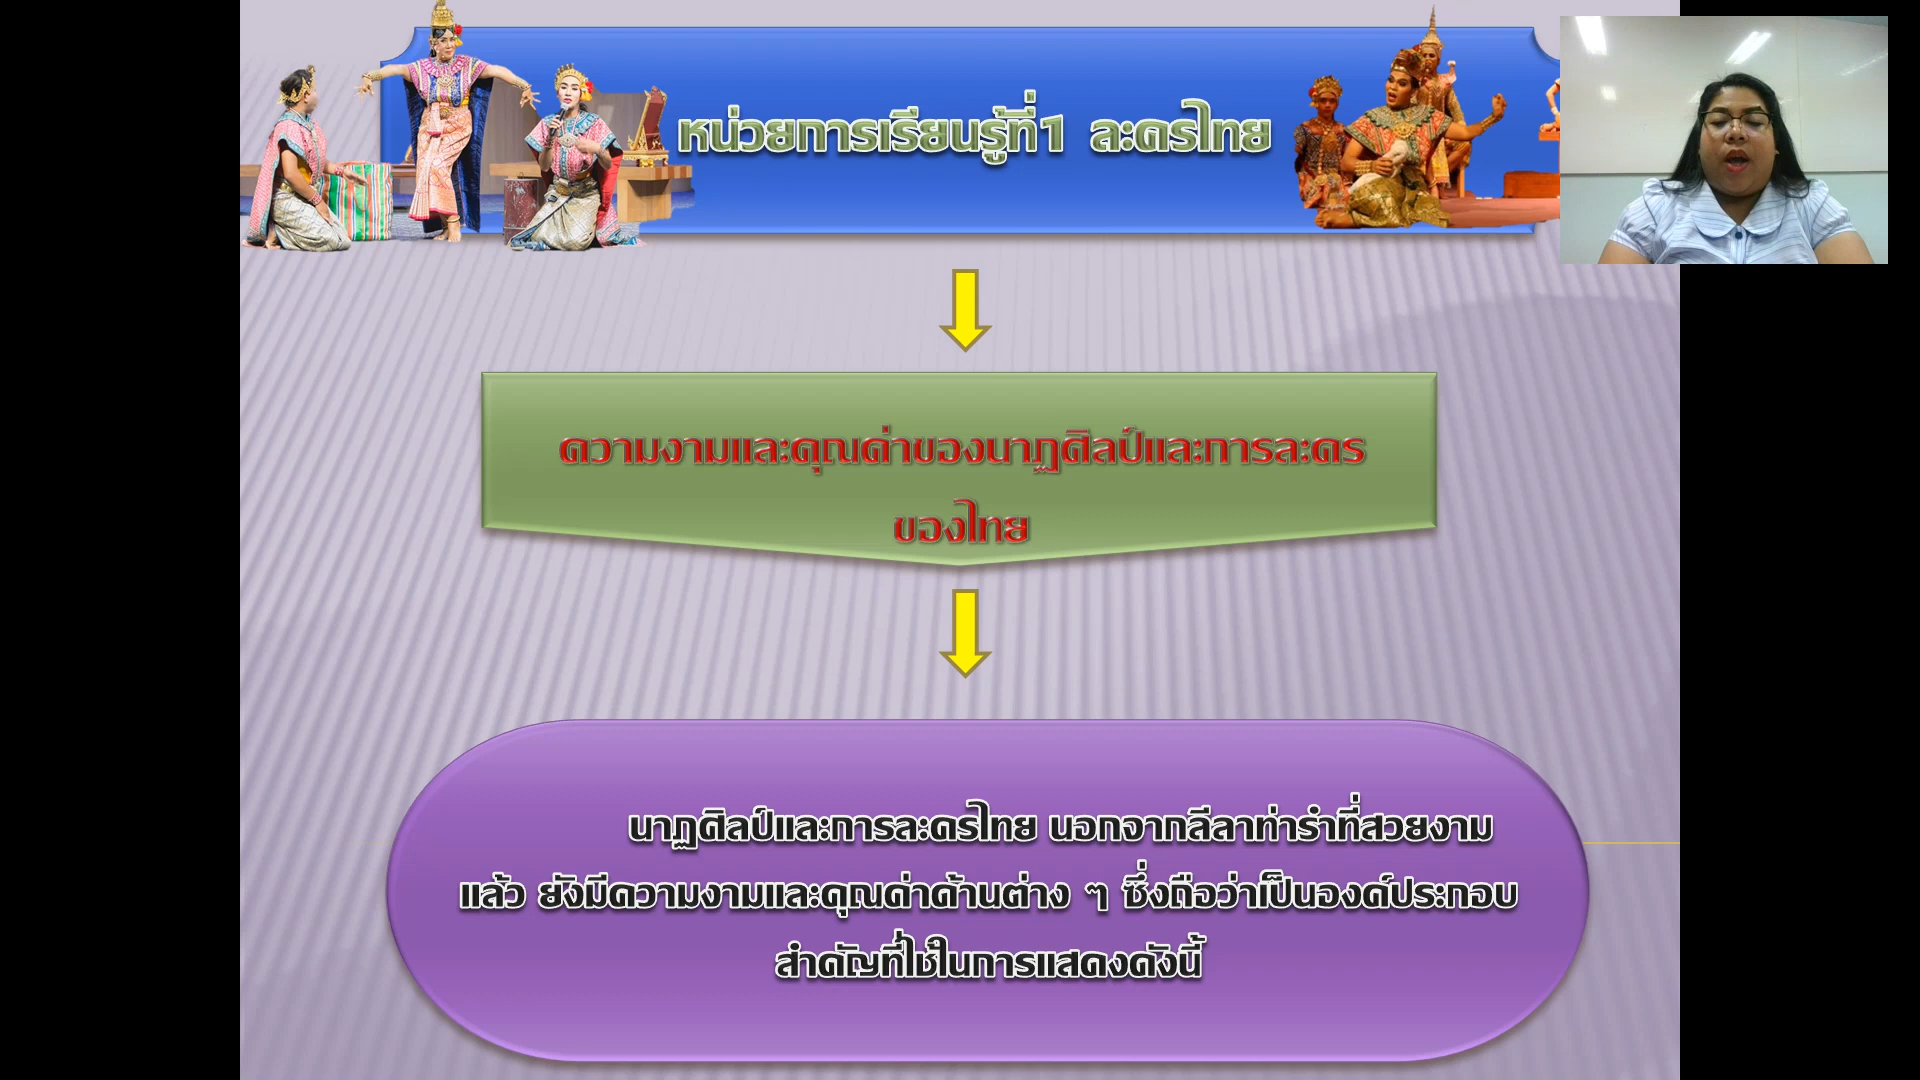 หน่วยการเรียนรู้ที่1 ละครไทย
ความงามและคุณค่าของนาฏศิลป์และการละคร
ของไทย
นาฏศิลป์และการละครไทย นอกจากลีลาท่ารำที่สวยงาม
แล้ว ยังมีความงามและคุณค่าด้านต่าง ๆ ซึ่งถือว่าเป็นองค์ประกอบ
สำคัญที่ใช้ในการแสดงดังนี้